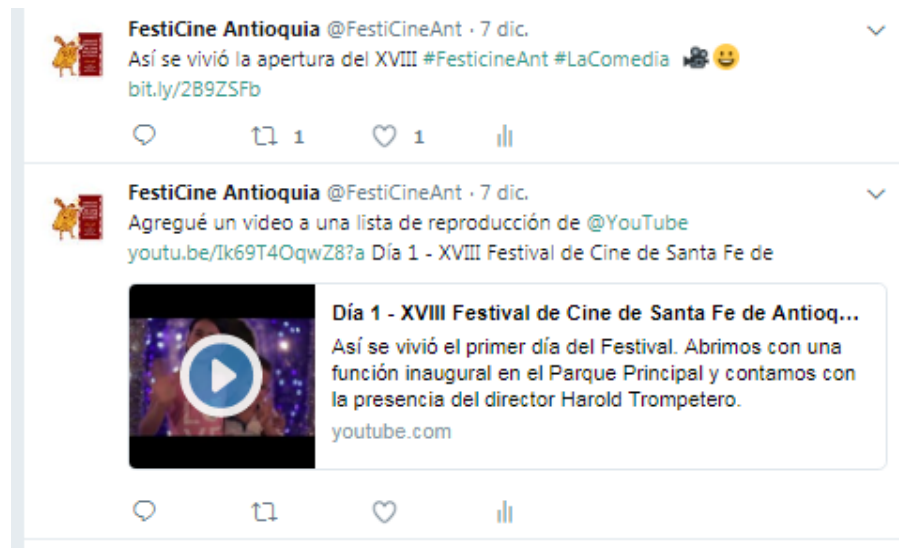 FestiCine Antioquia @FestiCineAnt · 7 dic.
Así se vivió la apertura del XVIII #FesticineAnt #LaComedia 🎥😀
bit.ly/2B9ZSFb
1 1
FestiCine Antioquia @FestiCineAnt · 7 dic.
Agregué un video a una lista de reproducción de @YouTube
youtu.be/Ik69T4OqwZ8?a Día 1 - XVIII Festival de Cine de Santa Fe de
Día 1 - XVIII Festival de Cine de Santa Fe de Antioq...
Así se vivió el primer día del Festival. Abrimos con una
función inaugural en el Parque Principal y contamos con
la presencia del director Harold Trompetero.
youtube.com